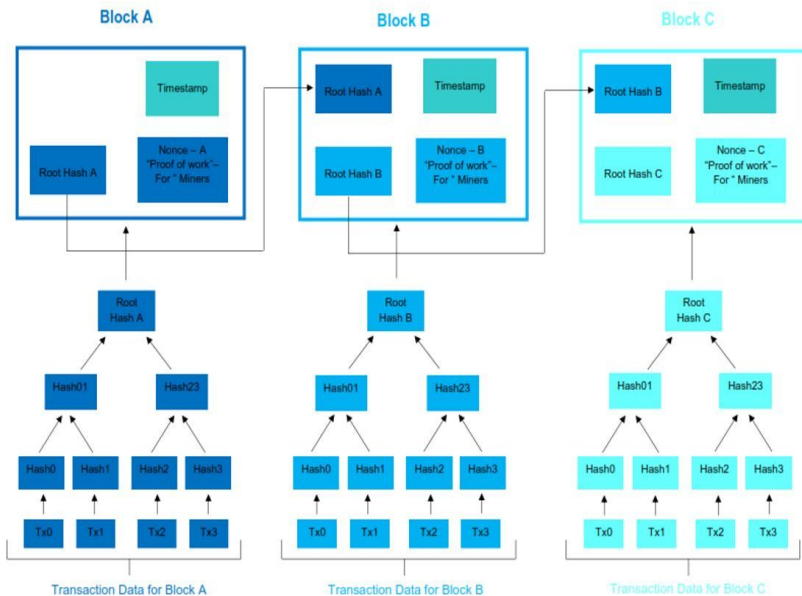 Block A
Block B
Block C
Timestamp
Root Hash A
Nonce – A
"Proof of work"–
For " Miners
Root Hash A
Timestamp
Root Hash B
Nonce – B
"Proof of work"–
For " Miners
Root Hash B
Timestamp
Root Hash C
Nonce – C
"Proof of work"–
For " Miners
Root
Hash A
Hash01
Hash23
Hash0
Hash1
Hash2
Hash3
Tx0
Tx1
Tx2
Tx3
Transaction Data for Block A
Root
Hash B
Hash01
Hash23
Hash0
Hash1
Hash2
Hash3
Tx0
Tx1
Tx2
Tx3
Transaction Data for Block B
Root
Hash C
Hash01
Hash23
Hash0
Hash1
Hash2
Hash3
Tx0
Tx1
Tx2
Tx3
Transaction Data for Block C